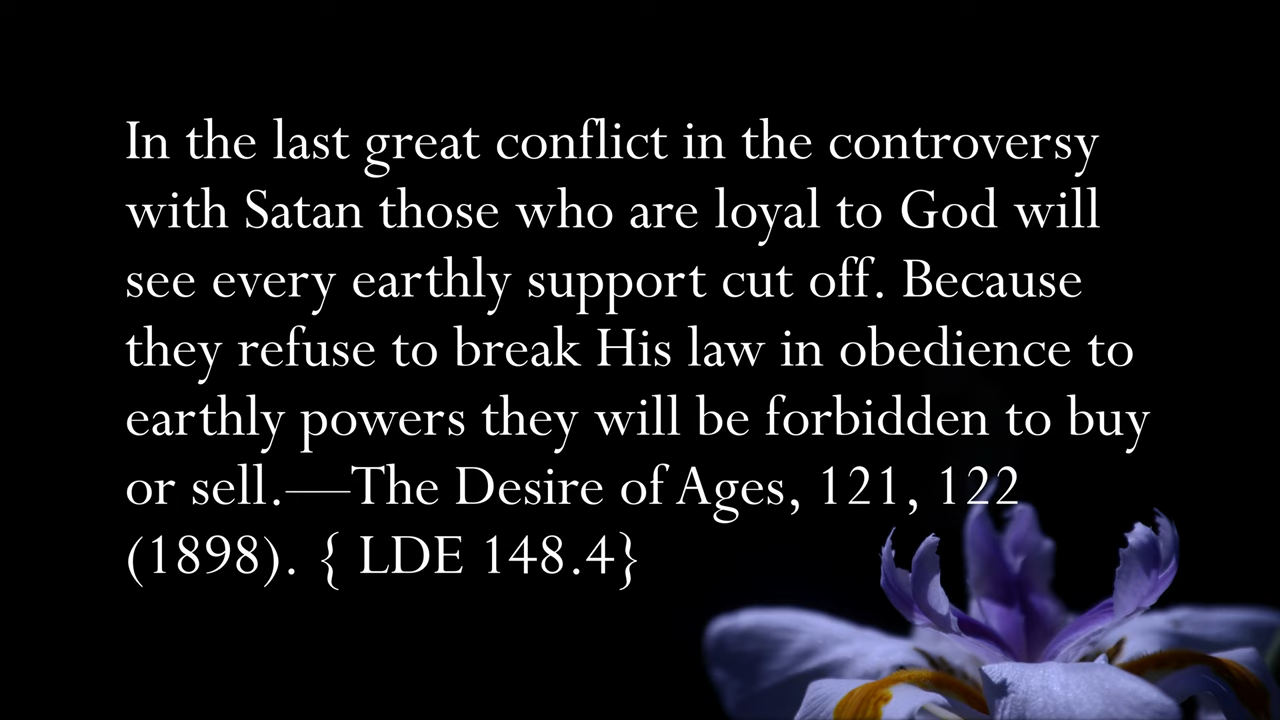 In the last great conflict in the controversy
with Satan those who are loyal to God will
see every earthly support cut off. Because
they refuse to break His law in obedience to
earthly powers they will be forbidden to buy
or sell.—The Desire of Ages, 121, 122
(1898). { LDE 148.4}